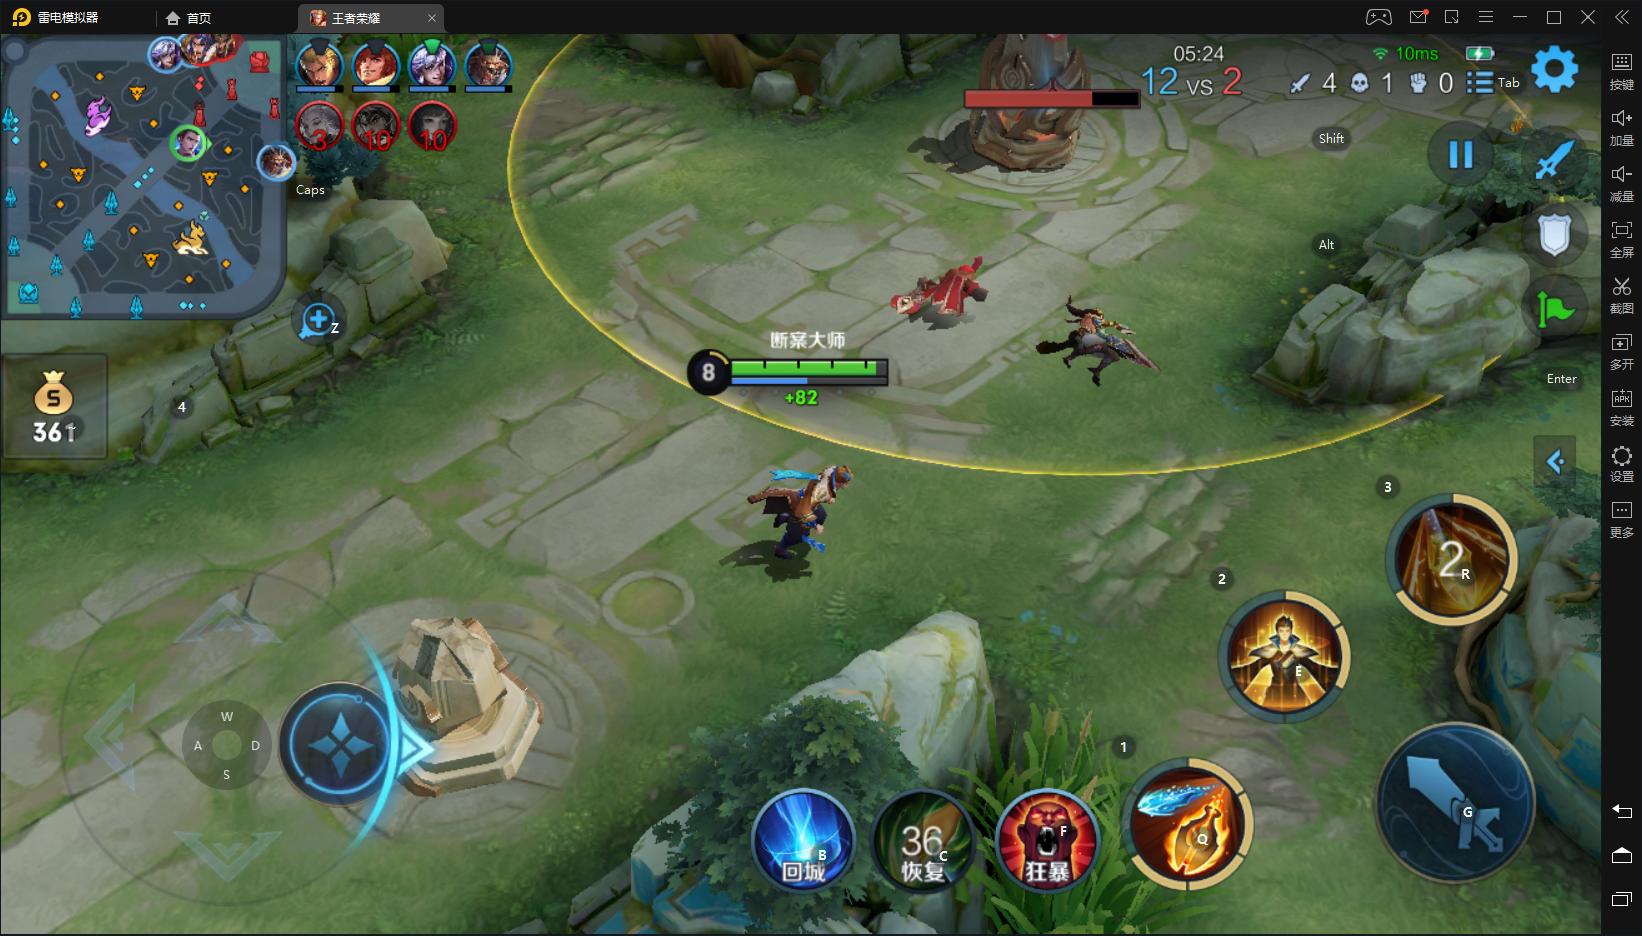 雷电模拟器
首页
王者荣耀
05:24
10ms
12 vs 2
4
1
0
Tab
Shift
Caps
3
10
10
Alt
Z
361
4
Enter
断案大师
8
+82
按键
加量
减量
全屏
截图
多开
安装
设置
更多
3
2
R
2
E
1
W
A
D
S
G
Q
B
回城
36
C
恢复
F
狂暴